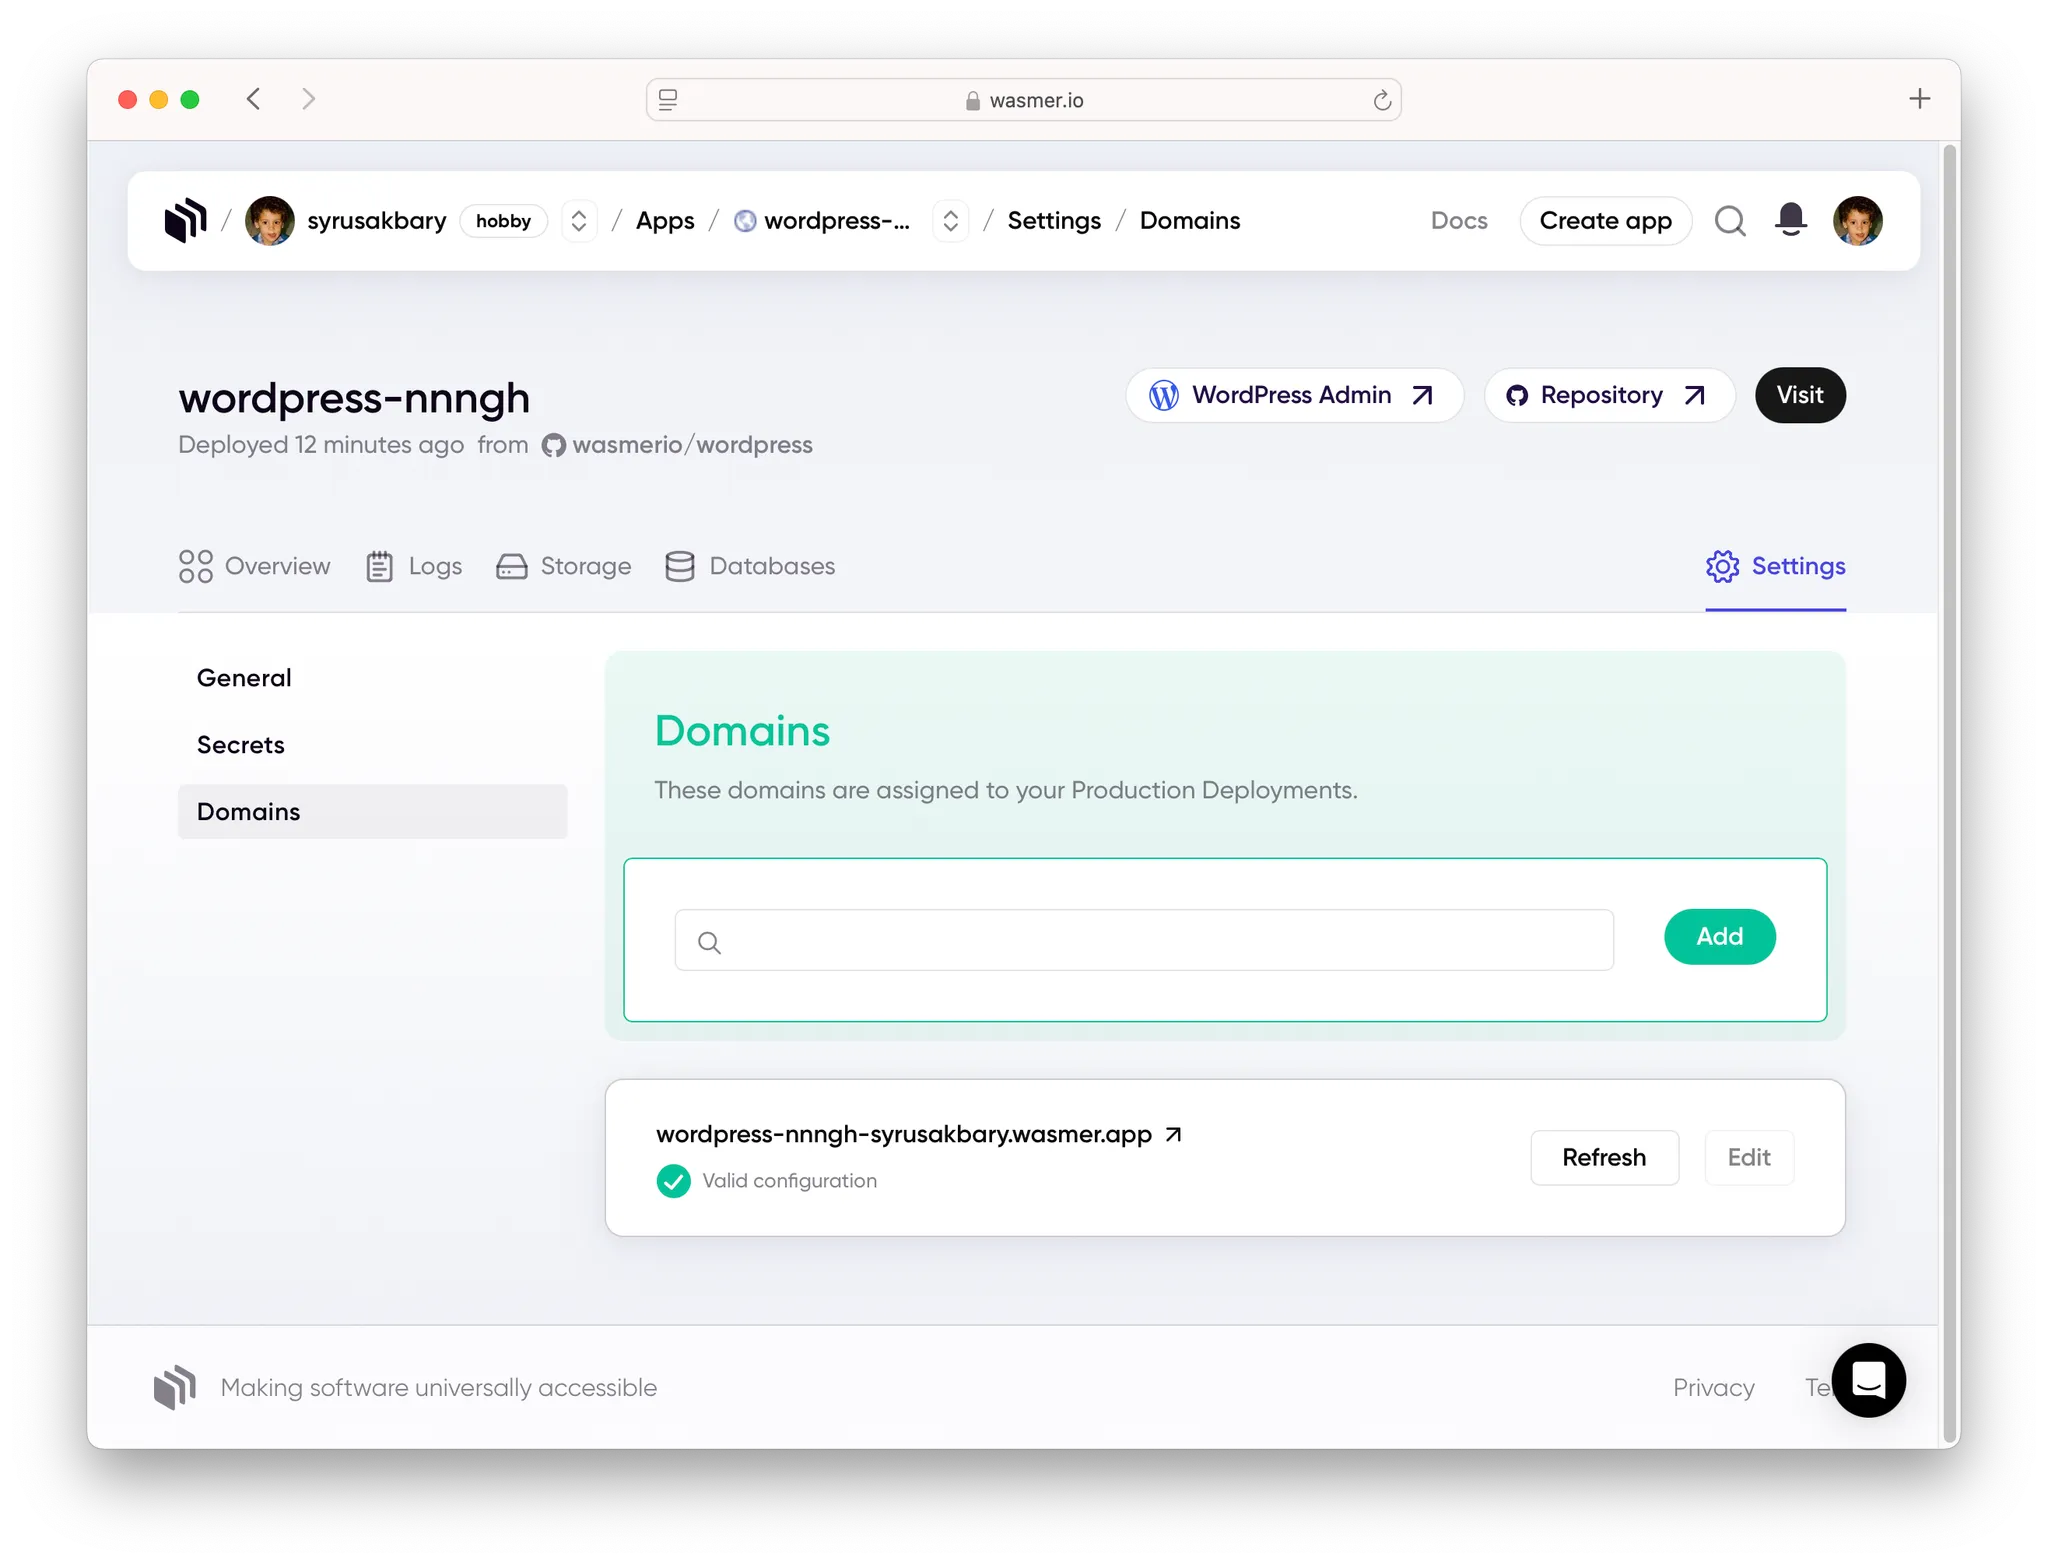 wasmer.io
/ syrusakbary hobby / Apps / wordpress-... / Settings / Domains Docs Create app
wordpress-nnngh
WordPress Admin Repository Visit
Deployed 12 minutes ago from wasmerio/wordpress
Overview Logs Storage Databases Settings
General
Secrets
Domains
Domains
These domains are assigned to your Production Deployments.
Add
wordpress-nnngh-syrusakbary.wasmer.app
Valid configuration
Refresh Edit
Making software universally accessible
Privacy